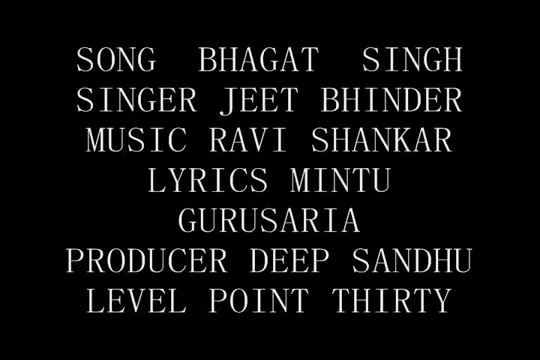 SONG BHAGAT SINGH
SINGER JEET BHINDER
MUSIC RAVI SHANKAR
LYRICS MINTU
GURUSARIA
PRODUCER DEEP SANDHU
LEVEL POINT THIRTY